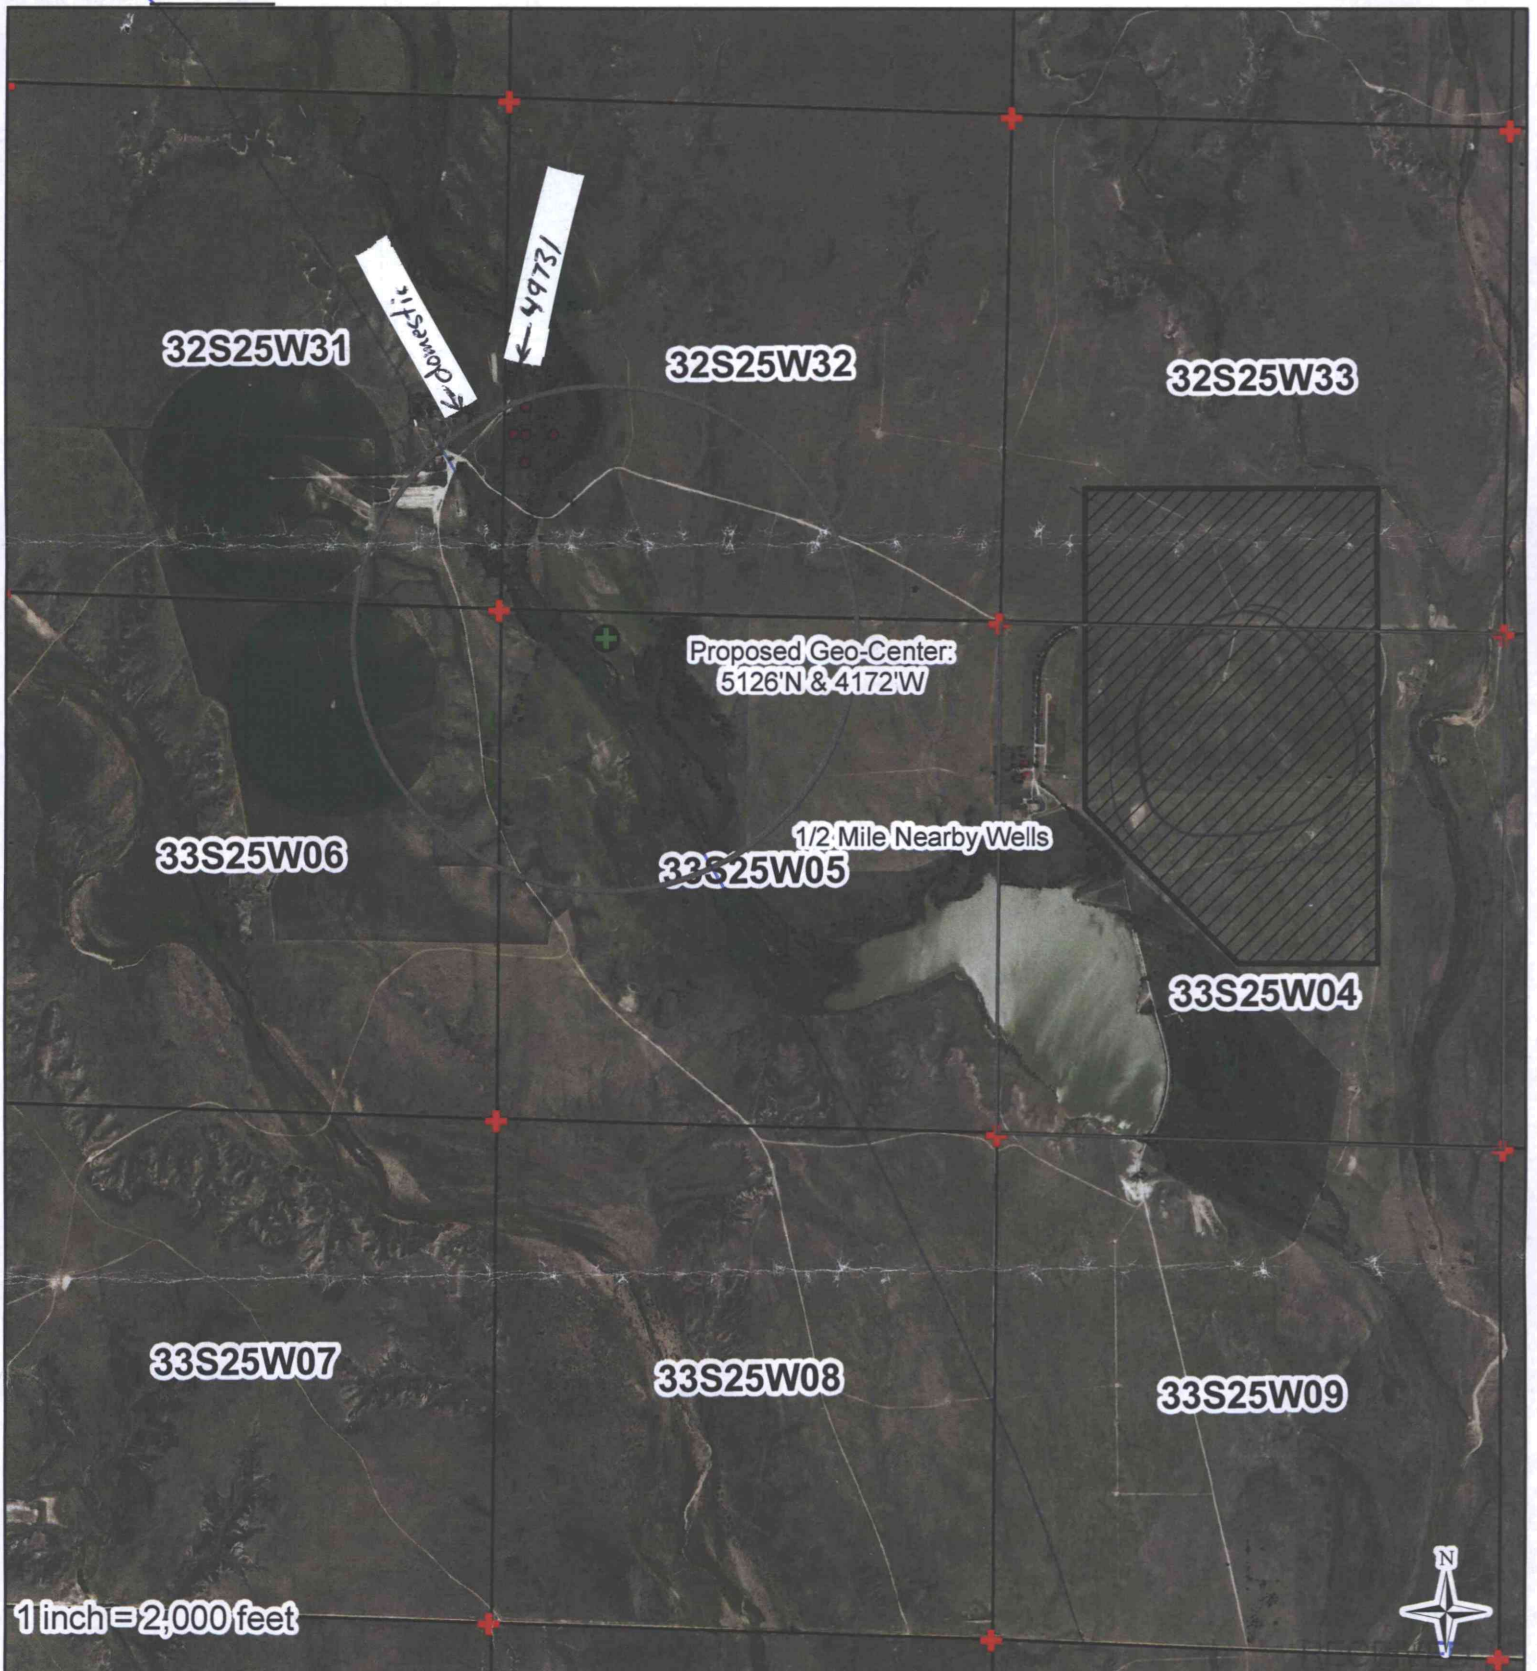 49731
domestic
32S25W31
32S25W32
32S25W33
Proposed Geo-Center:
5126'N & 4172'W
1/2 Mile Nearby Wells
33S25W06
33S25W05
33S25W04
33S25W07
33S25W08
33S25W09
N
1 inch = 2,000 feet